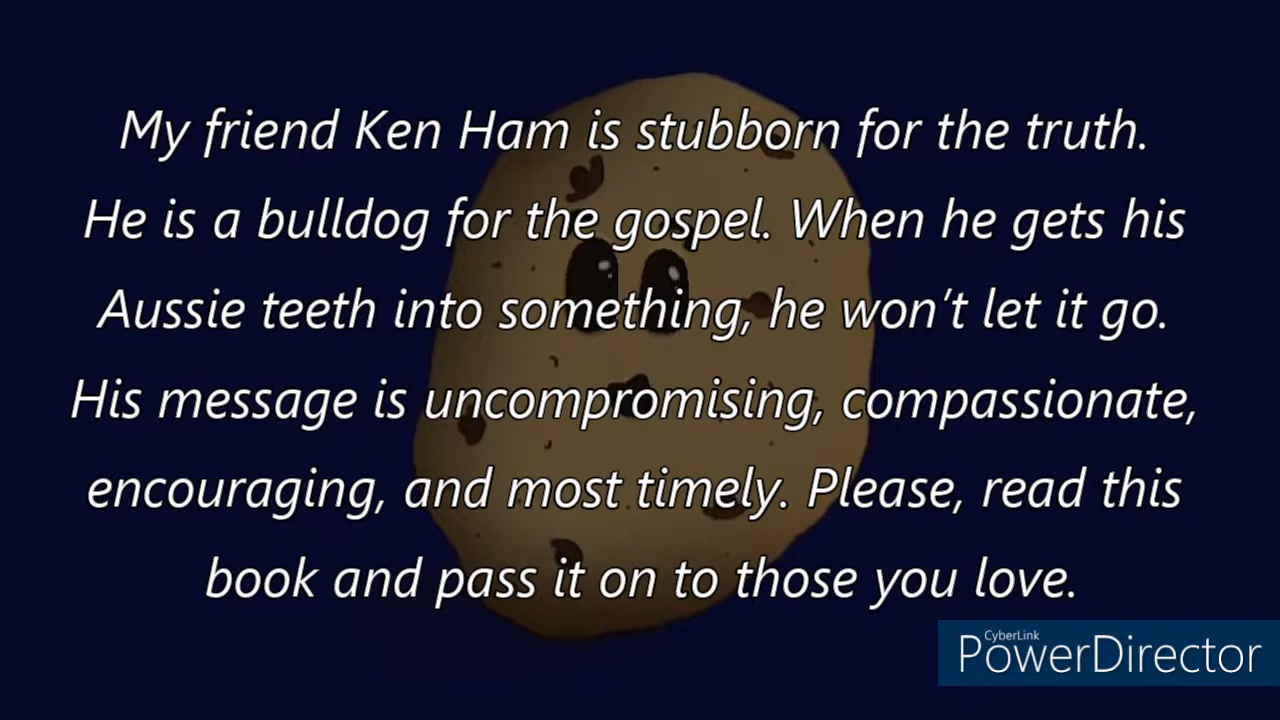 My friend Ken Ham is stubborn for the truth.
He is a bulldog for the gospel. When he gets his
Aussie teeth into something, he won’t let it go.
His message is uncompromising, compassionate,
encouraging, and most timely. Please, read this
book and pass it on to those you love.
CyberLink
PowerDirector